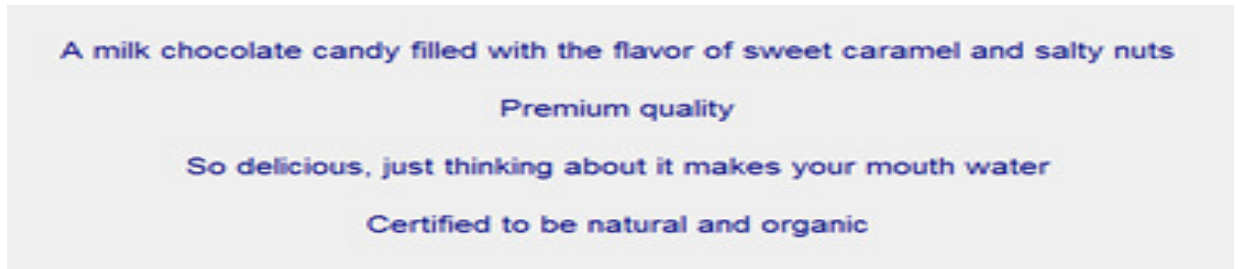 A milk chocolate candy filled with the flavor of sweet caramel and salty nuts
Premium quality
So delicious, just thinking about it makes your mouth water
Certified to be natural and organic